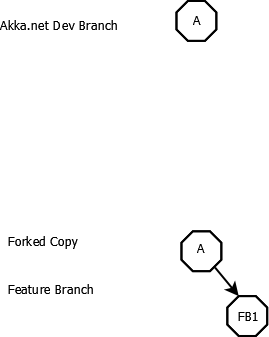 Akka.net Dev Branch
A
Forked Copy
A
Feature Branch
FB1